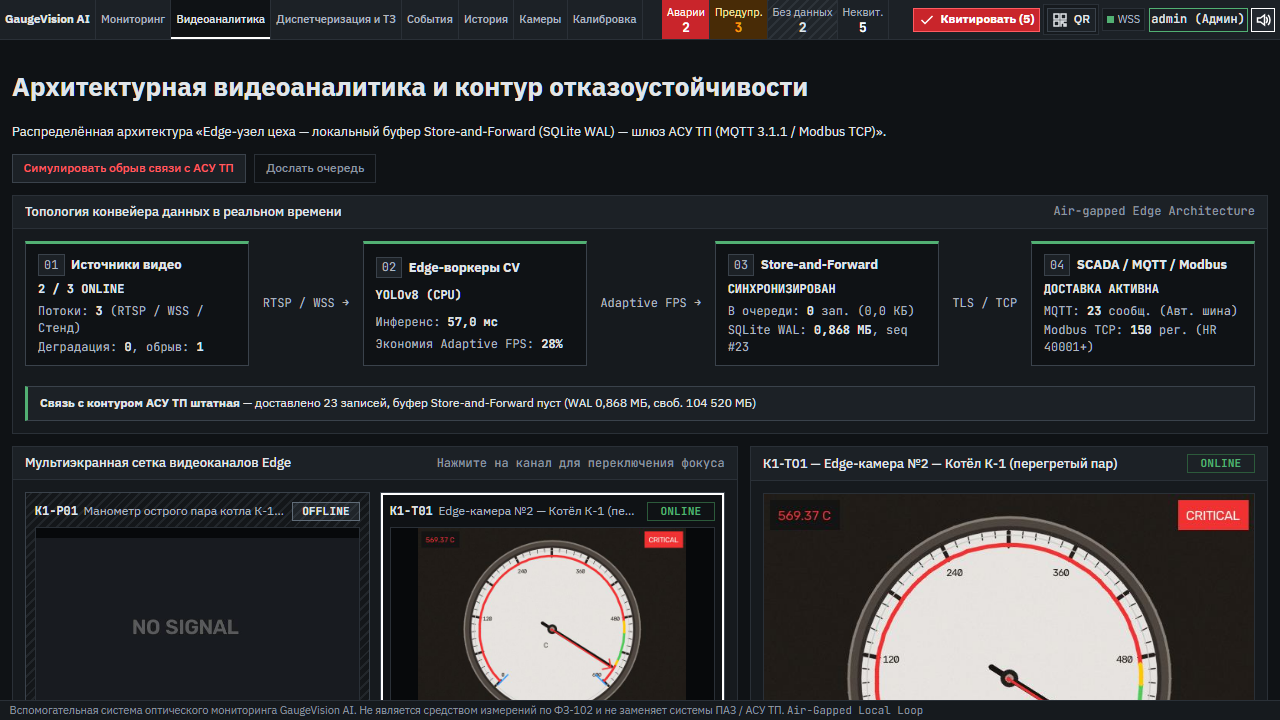 GaugeVision AI
Мониторинг
Видеоаналитика
Диспетчеризация и ТЗ
События
История
Камеры
Калибровка
Аварии
2
Предупр.
3
Без данных
2
Неквит.
5
Квитировать (5)
QR
WSS
admin (Админ)
Архитектурная видеоаналитика и контур отказоустойчивости
Распределённая архитектура «Edge-узел цеха — локальный буфер Store-and-Forward (SQLite WAL) — шлюз АСУ ТП (MQTT 3.1.1 / Modbus TCP)».
Симулировать обрыв связи с АСУ ТП
Дослать очередь
Топология конвейера данных в реальном времени
Air-gapped Edge Architecture
01 Источники видео
2 / 3 ONLINE
Потоки: 3 (RTSP / WSS /
Стенд)
Деградация: 0, обрыв: 1
RTSP / WSS →
02 Edge-воркеры CV
YOLOv8 (CPU)
Инференс: 57,0 мс
Экономия Adaptive FPS: 28%
Adaptive FPS →
03 Store-and-Forward
СИНХРОНИЗИРОВАН
В очереди: 0 зап. (0,0 КБ)
SQLite WAL: 0,868 МБ, seq
#23
TLS / TCP
04 SCADA / MQTT / Modbus
ДОСТАВКА АКТИВНА
MQTT: 23 сообщ. (Авт. шина)
Modbus TCP: 150 рег. (HR
40001+)
Связь с контуром АСУ ТП штатная — доставлено 23 записей, буфер Store-and-Forward пуст (WAL 0,868 МБ, своб. 104 520 МБ)
Мультиэкранная сетка видеоканалов Edge
Нажмите на канал для переключения фокуса
K1-P01 Манометр острого пара котла К-1...
OFFLINE
NO SIGNAL
K1-T01 Edge-камера №2 — Котёл К-1 (пе...
ONLINE
569.37 C
CRITICAL
240
360
120
480
C
0
600
K1-T01 — Edge-камера №2 — Котёл К-1 (перегретый пар)
ONLINE
569.37 C
CRITICAL
240
360
120
480
Вспомогательная система оптического мониторинга GaugeVision AI. Не является средством измерений по ФЗ-102 и не заменяет системы ПАЗ / АСУ ТП. Air-Gapped Local Loop